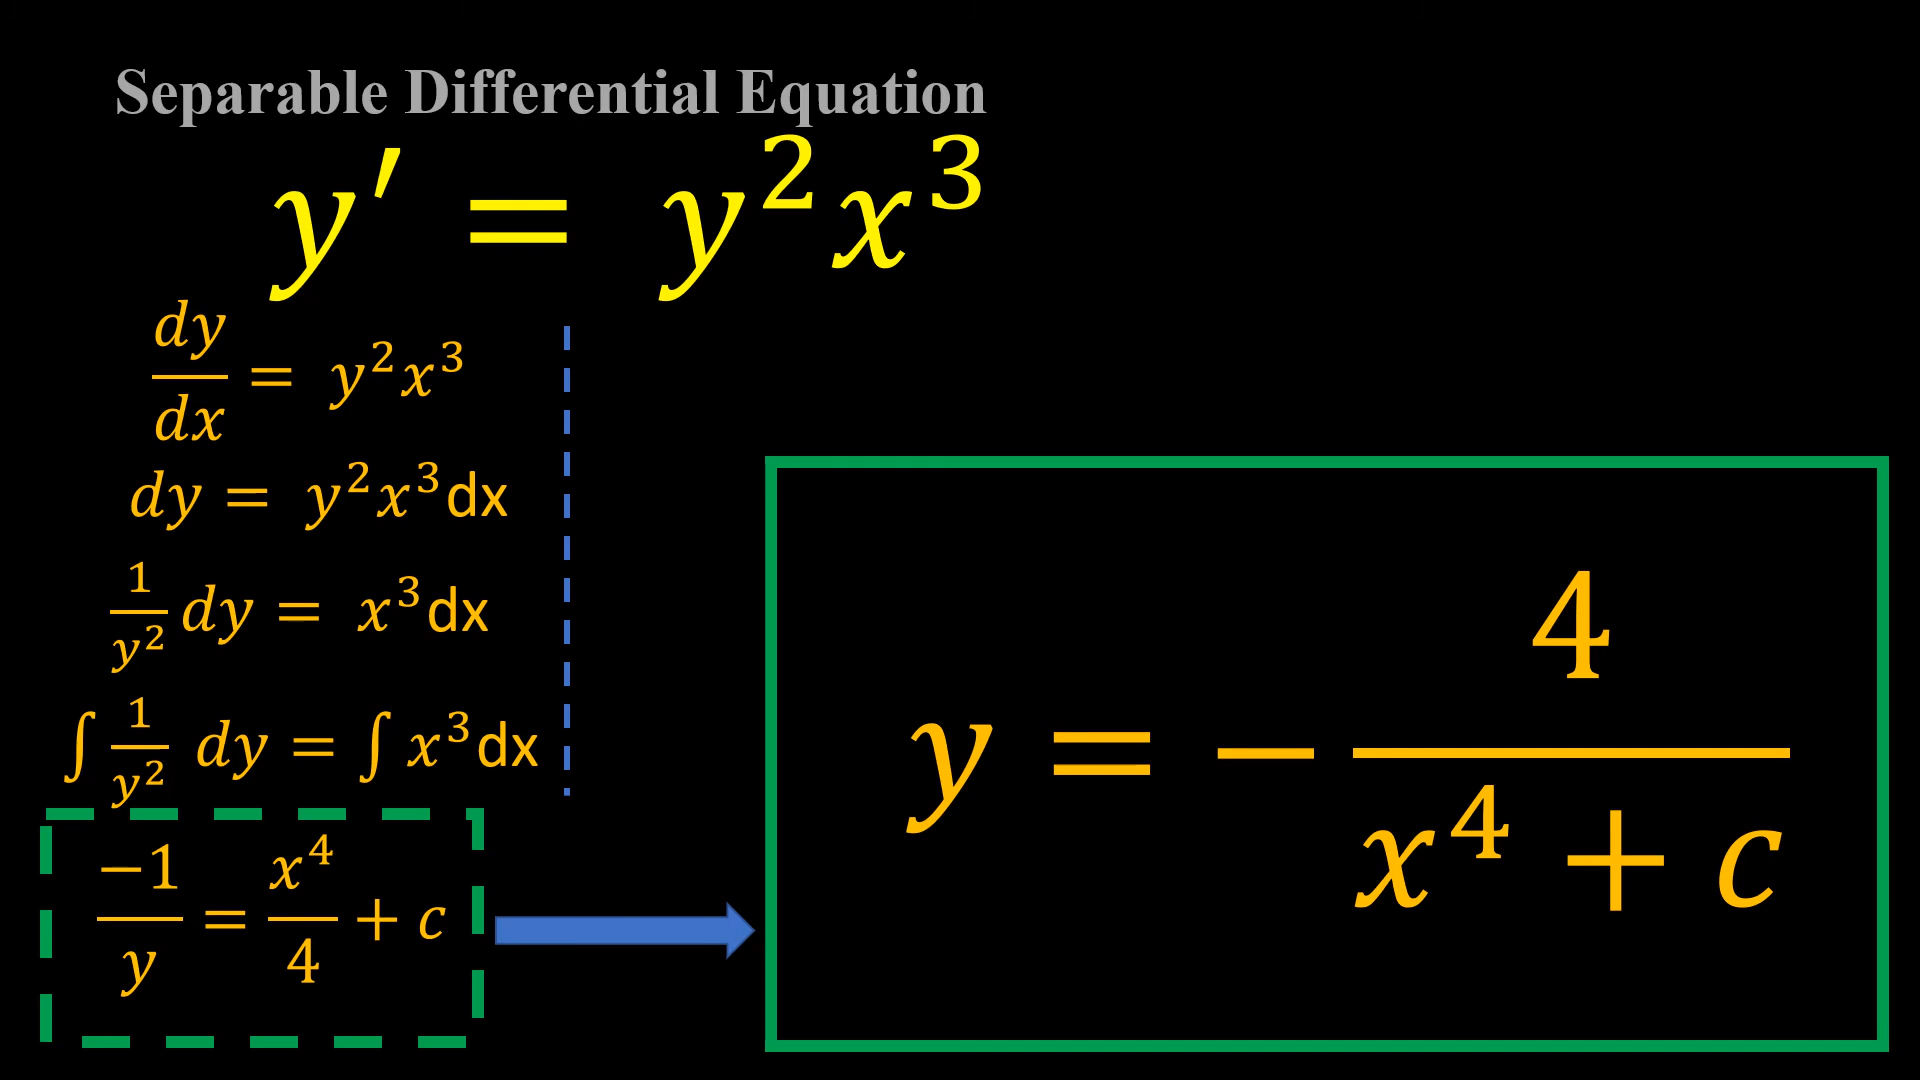 Separable Differential Equation
y′ = y²x³
dy/dx = y²x³
dy = y²x³dx
1/y² dy = x³dx
∫ 1/y² dy = ∫ x³dx
−1/y = x⁴/4 + c
y = − 4/(x⁴ + c)